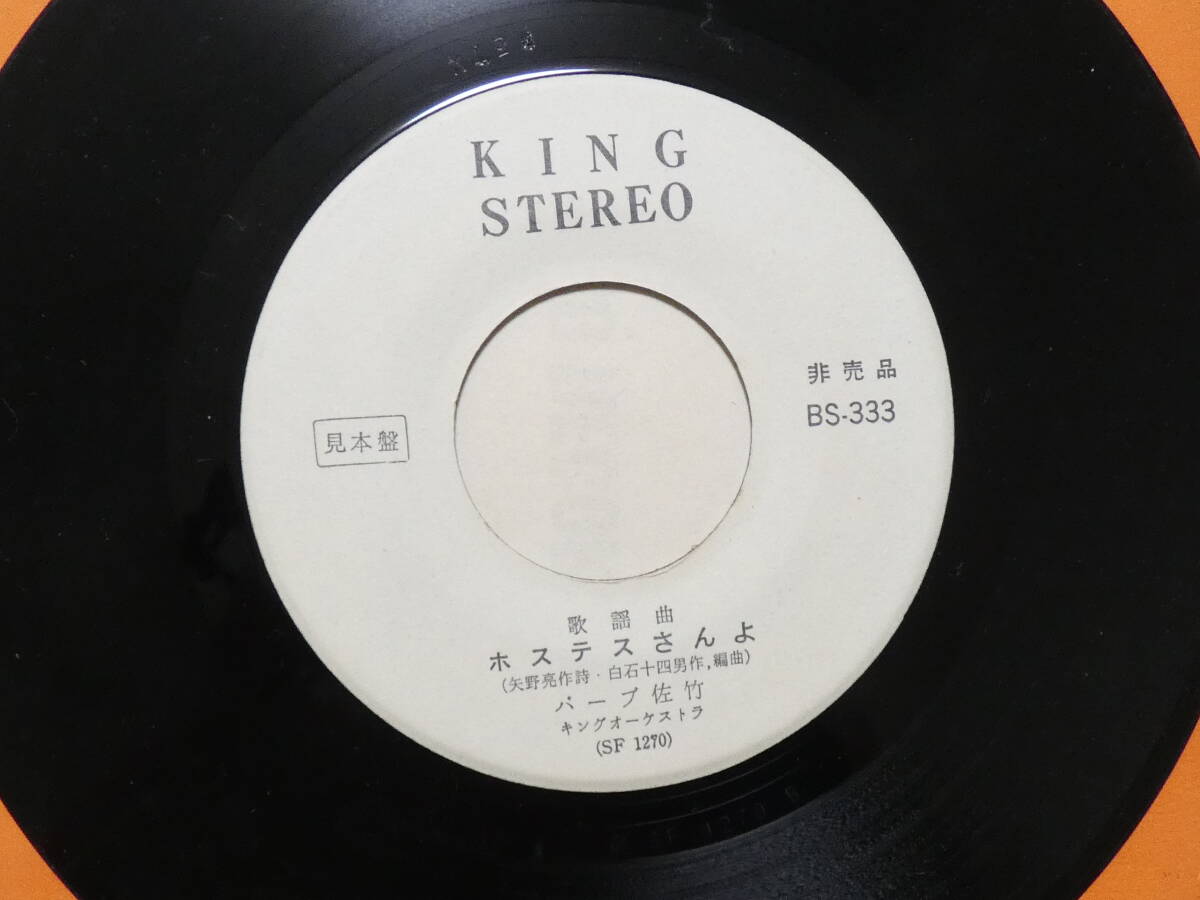 KING
STEREO
非売品
BS-333
見本盤
歌謡曲
ホステスさんよ
(矢野亮作詩・白石十四男作,編曲)
バーブ佐竹
キングオーケストラ
(SF 1270)